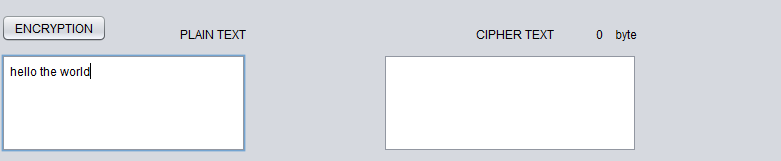 ENCRYPTION
PLAIN TEXT
CIPHER TEXT 0 byte
hello the world